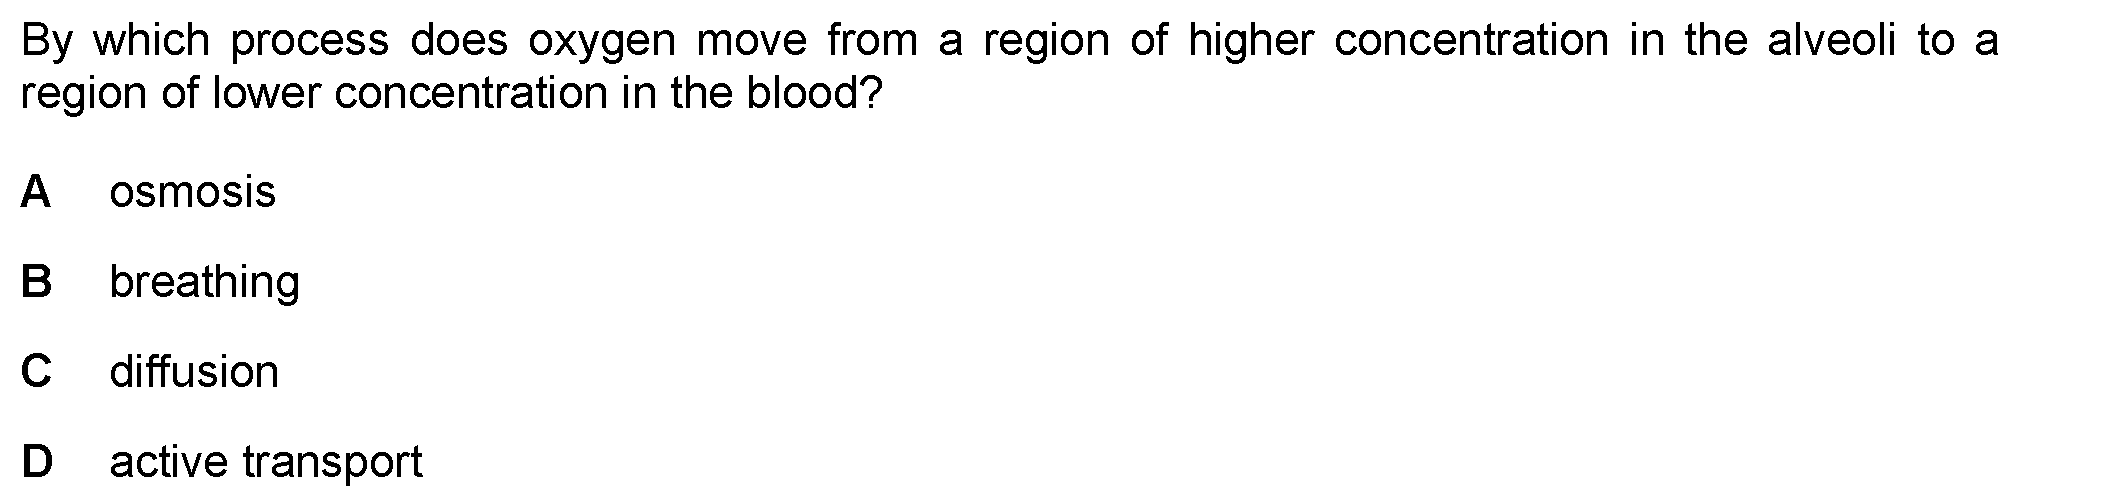 By which process does oxygen move from a region of higher concentration in the alveoli to a
region of lower concentration in the blood?
A osmosis
B breathing
C diffusion
D active transport